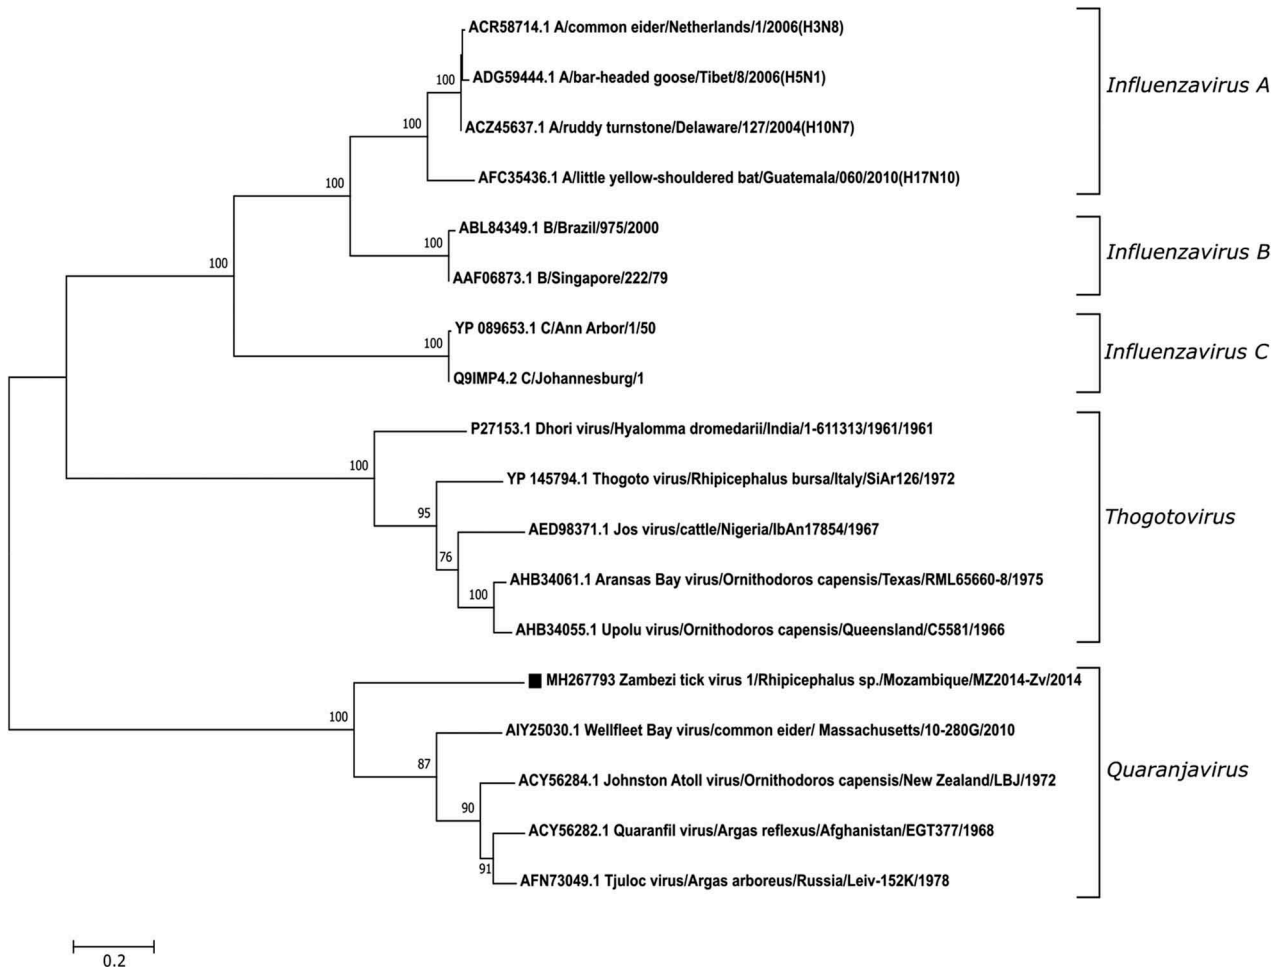 ACR58714.1 A/common eider/Netherlands/1/2006(H3N8)
100
ADG59444.1 A/bar-headed goose/Tibet/8/2006(H5N1)
Influenzavirus A
100
ACZ45637.1 A/ruddy turnstone/Delaware/127/2004(H10N7)
100
AFC35436.1 A/little yellow-shouldered bat/Guatemala/060/2010(H17N10)
ABL84349.1 B/Brazil/975/2000
100
Influenzavirus B
100
AAF06873.1 B/Singapore/222/79
YP 089653.1 C/Ann Arbor/1/50
100
Influenzavirus C
Q9IMP4.2 C/Johannesburg/1
P27153.1 Dhori virus/Hyalomma dromedarii/India/1-611313/1961/1961
100
YP 145794.1 Thogoto virus/Rhipicephalus bursa/Italy/SiAr126/1972
95
Thogotovirus
AED98371.1 Jos virus/cattle/Nigeria/IbAn17854/1967
76
AHB34061.1 Aransas Bay virus/Ornithodoros capensis/Texas/RML65660-8/1975
100
AHB34055.1 Upolu virus/Ornithodoros capensis/Queensland/C5581/1966
MH267793 Zambezi tick virus 1/Rhipicephalus sp./Mozambique/MZ2014-Zv/2014
100
AIY25030.1 Wellfleet Bay virus/common eider/ Massachusetts/10-280G/2010
87
Quaranjavirus
ACY56284.1 Johnston Atoll virus/Ornithodoros capensis/New Zealand/LBJ/1972
90
ACY56282.1 Quaranfil virus/Argas reflexus/Afghanistan/EGT377/1968
91
AFN73049.1 Tjuloc virus/Argas arboreus/Russia/Leiv-152K/1978
0.2